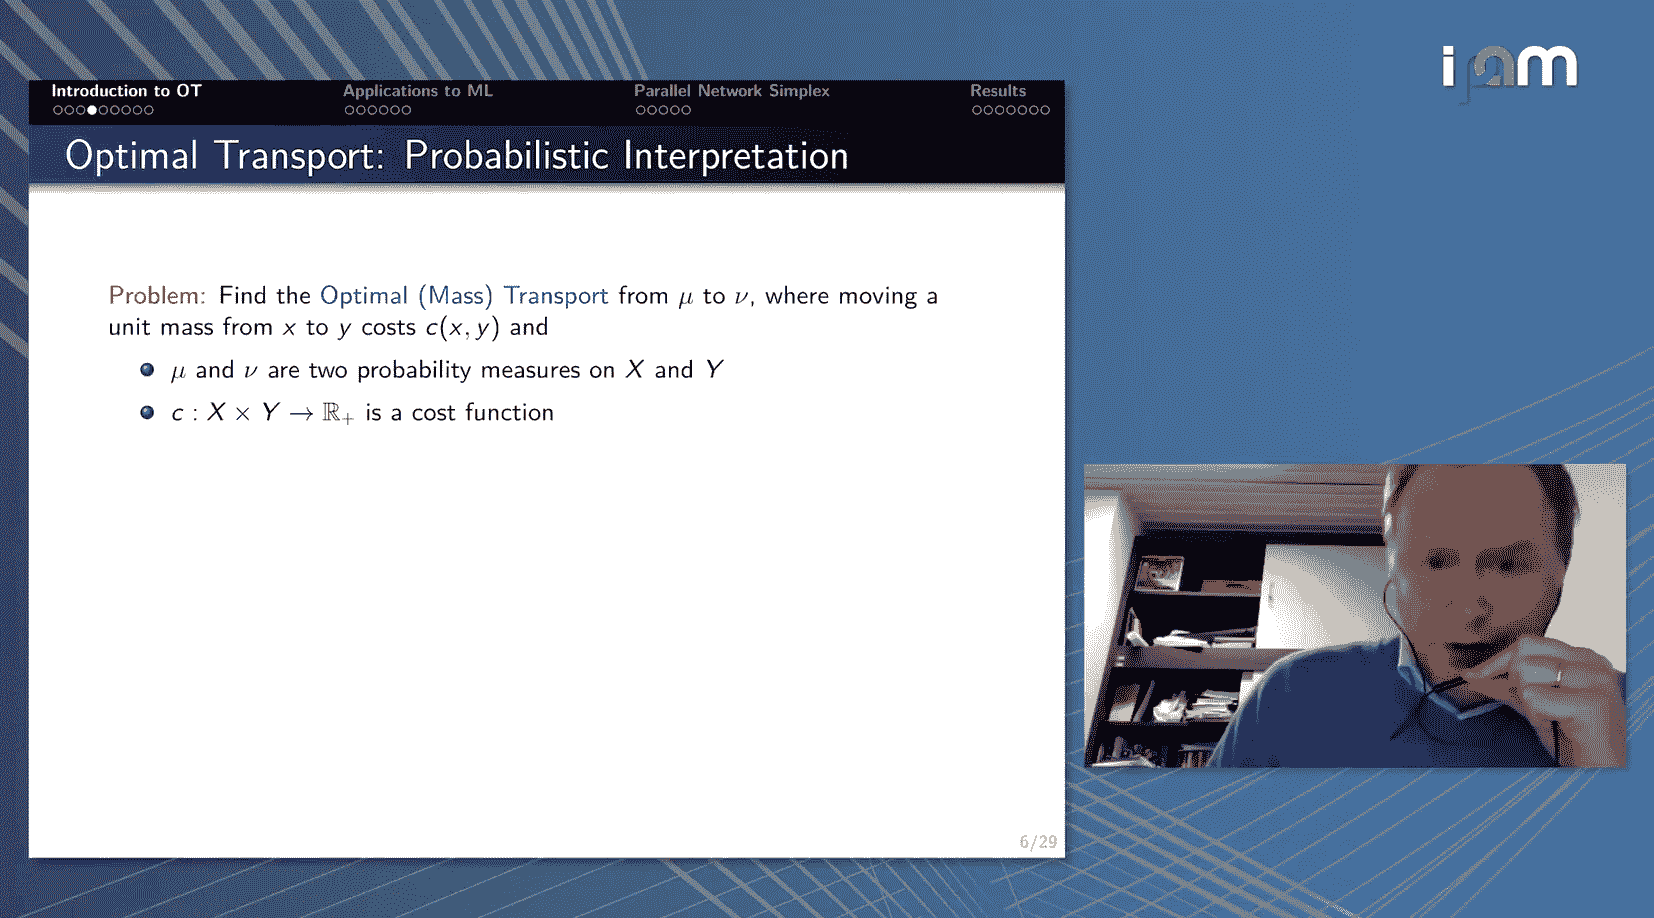 ipam
Introduction to OT
Applications to ML
Parallel Network Simplex
Results
Optimal Transport: Probabilistic Interpretation
Problem: Find the Optimal (Mass) Transport from μ to ν, where moving a
unit mass from x to y costs c(x, y) and
μ and ν are two probability measures on X and Y
c : X × Y → ℝ₊ is a cost function
6/29